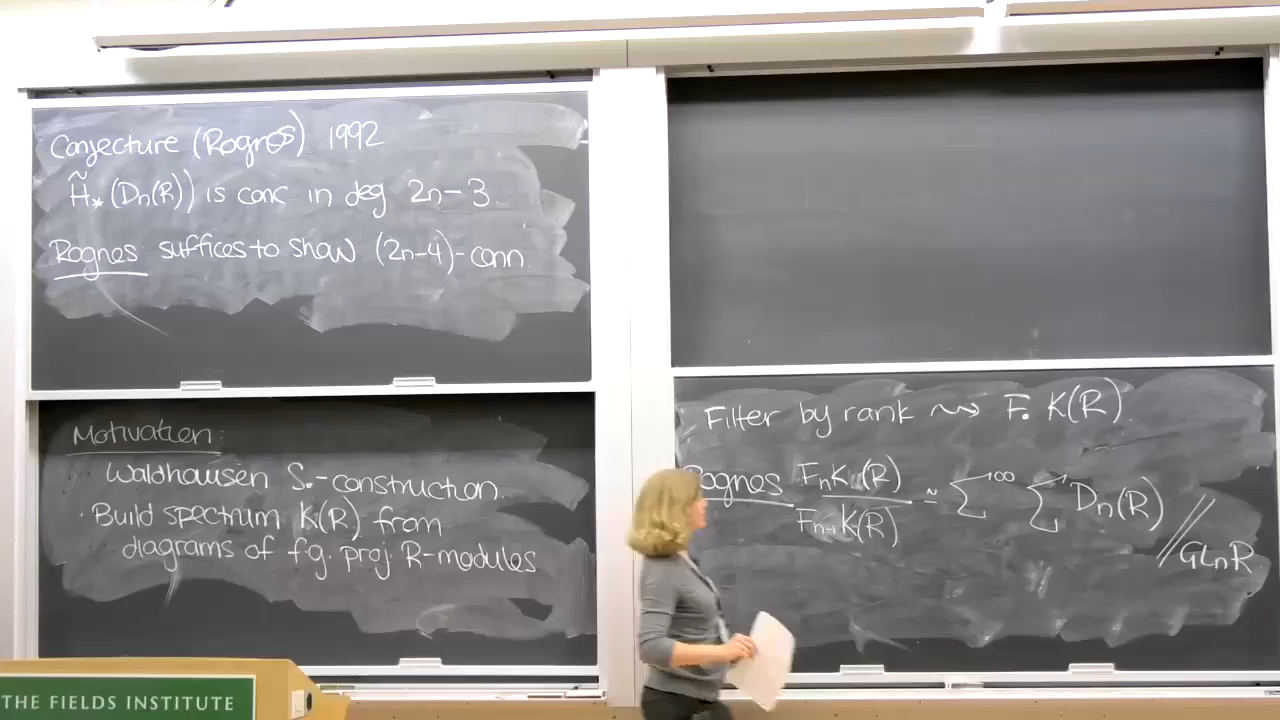 Conjecture (Rognes) 1992
H̃_*(Dn(R)) is conc in deg 2n-3.
Rognes suffices to show (2n-4)-conn.
Motivation:
Waldhausen S.-construction.
· Build spectrum K(R) from
diagrams of f.g. proj. R-modules
Filter by rank ⇝ F. K(R).
Rognes FnK(R) / Fn-1K(R) ≃ Σ^∞ Σ^1 Dn(R) // GLnR
THE FIELDS INSTITUTE